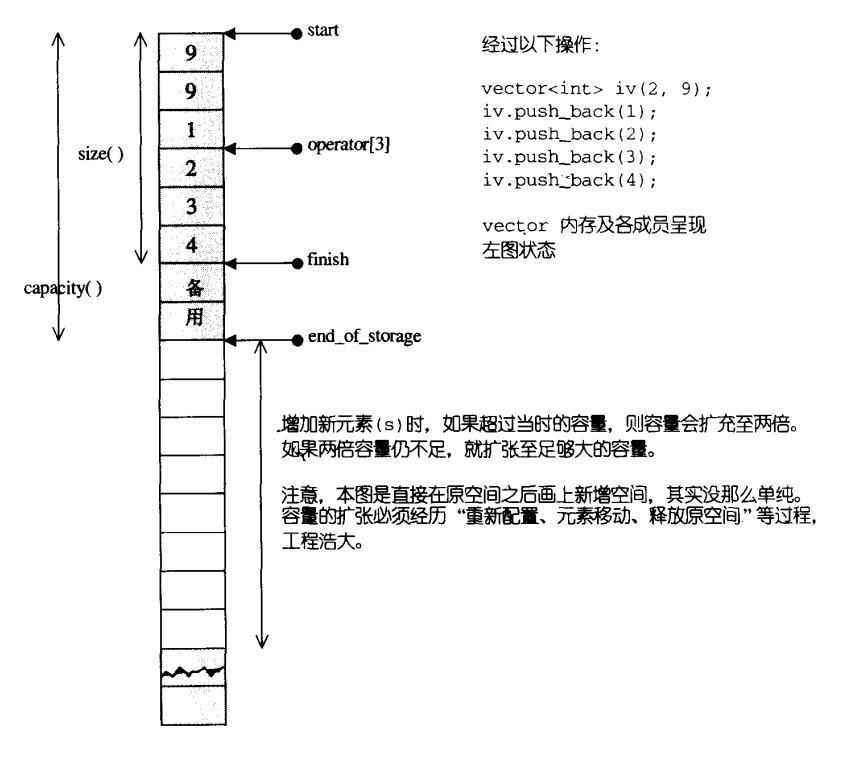 start
9
9
1
operator[3]
size( )
2
3
4
finish
capacity( )
备
用
end_of_storage
经过以下操作：
vector<int> iv(2, 9);
iv.push_back(1);
iv.push_back(2);
iv.push_back(3);
iv.push_back(4);
vector 内存及各成员呈现
左图状态
增加新元素(s)时，如果超过当时的容量，则容量会扩充至两倍。
如果两倍容量仍不足，就扩张至足够大的容量。
注意，本图是直接在原空间之后画上新增空间，其实没那么单纯。
容量的扩张必须经历“重新配置、元素移动、释放原空间”等过程，
工程浩大。